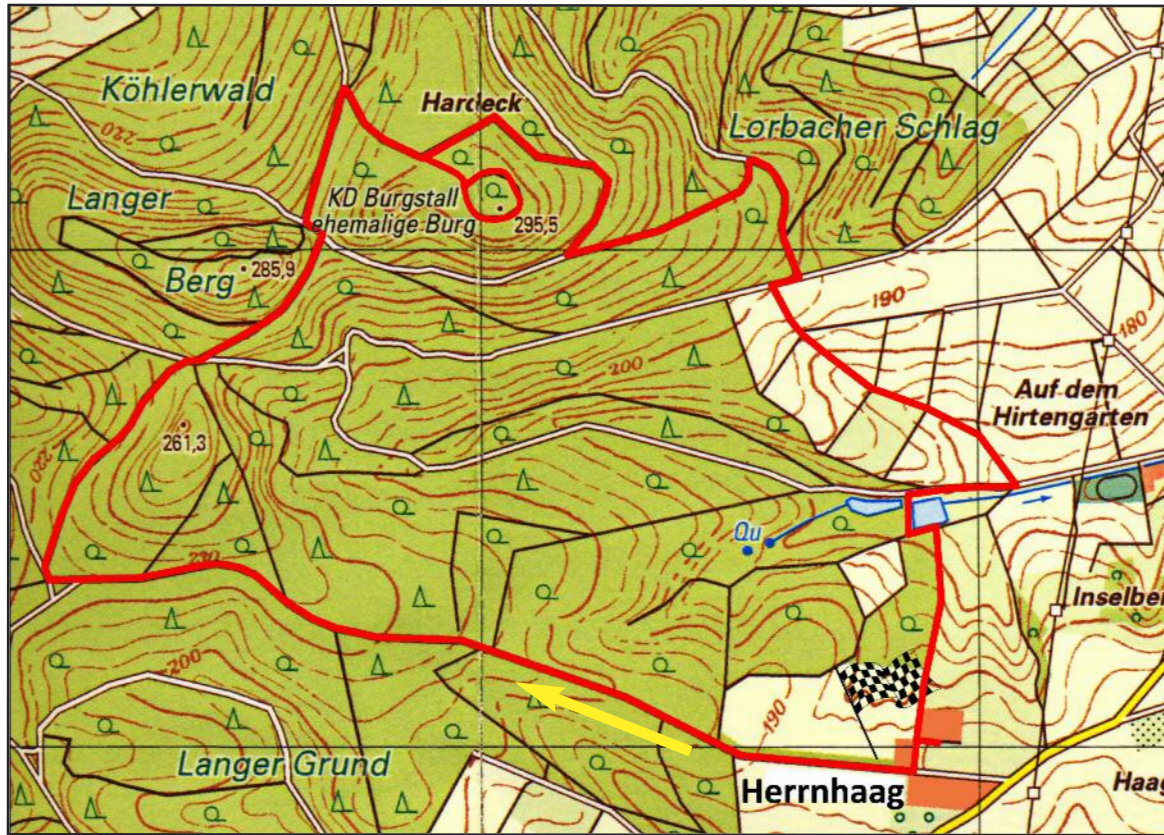 Köhlerwald
220
Hardeck
Lorbacher Schlag
Langer
KD Burgstall
ehemalige Burg
295,5
Berg
285,9
190
180
200
Auf dem
Hirtengarten
261,3
220
Qu
230
Inselbe
200
190
Langer Grund
Herrnhaag
Haag